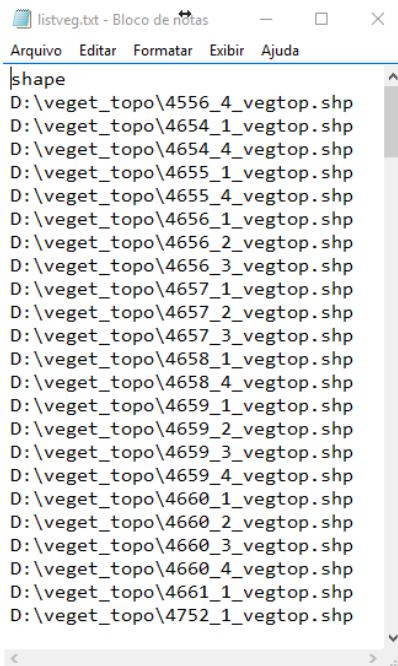 listveg.txt - Bloco de notas
Arquivo Editar Formatar Exibir Ajuda
shape
D:\veget_topo\4556_4_vegtop.shp
D:\veget_topo\4654_1_vegtop.shp
D:\veget_topo\4654_4_vegtop.shp
D:\veget_topo\4655_1_vegtop.shp
D:\veget_topo\4655_4_vegtop.shp
D:\veget_topo\4656_1_vegtop.shp
D:\veget_topo\4656_2_vegtop.shp
D:\veget_topo\4656_3_vegtop.shp
D:\veget_topo\4657_1_vegtop.shp
D:\veget_topo\4657_2_vegtop.shp
D:\veget_topo\4657_3_vegtop.shp
D:\veget_topo\4658_1_vegtop.shp
D:\veget_topo\4658_4_vegtop.shp
D:\veget_topo\4659_1_vegtop.shp
D:\veget_topo\4659_2_vegtop.shp
D:\veget_topo\4659_3_vegtop.shp
D:\veget_topo\4659_4_vegtop.shp
D:\veget_topo\4660_1_vegtop.shp
D:\veget_topo\4660_2_vegtop.shp
D:\veget_topo\4660_3_vegtop.shp
D:\veget_topo\4660_4_vegtop.shp
D:\veget_topo\4661_1_vegtop.shp
D:\veget_topo\4752_1_vegtop.shp